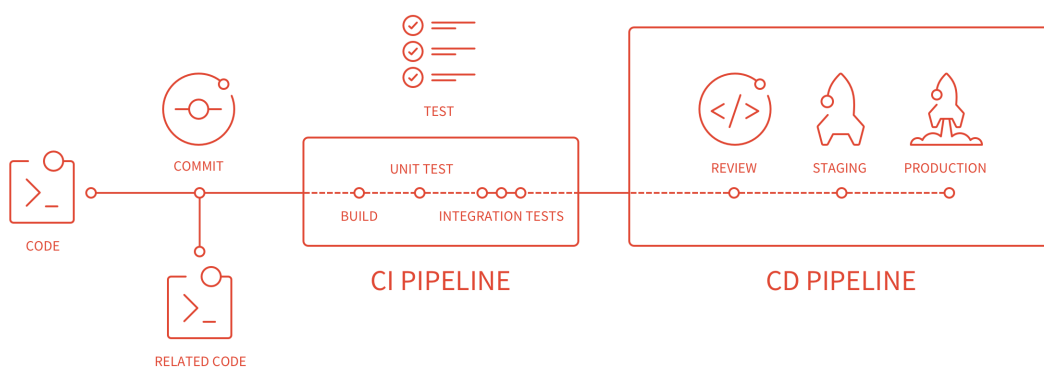 TEST
COMMIT
UNIT TEST
REVIEW
STAGING
PRODUCTION
BUILD
INTEGRATION TESTS
CODE
CI PIPELINE
CD PIPELINE
RELATED CODE